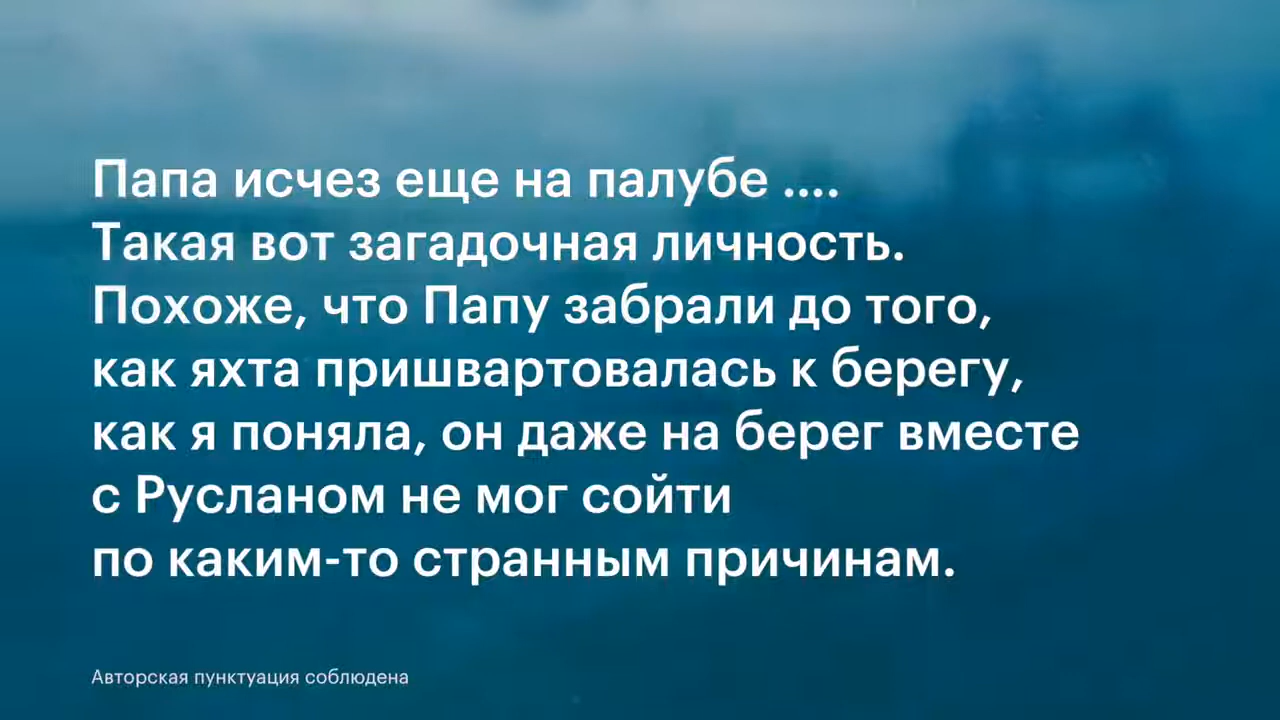 Папа исчез еще на палубе ....
Такая вот загадочная личность.
Похоже, что Папу забрали до того,
как яхта пришвартовалась к берегу,
как я поняла, он даже на берег вместе
с Русланом не мог сойти
по каким-то странным причинам.
Авторская пунктуация соблюдена